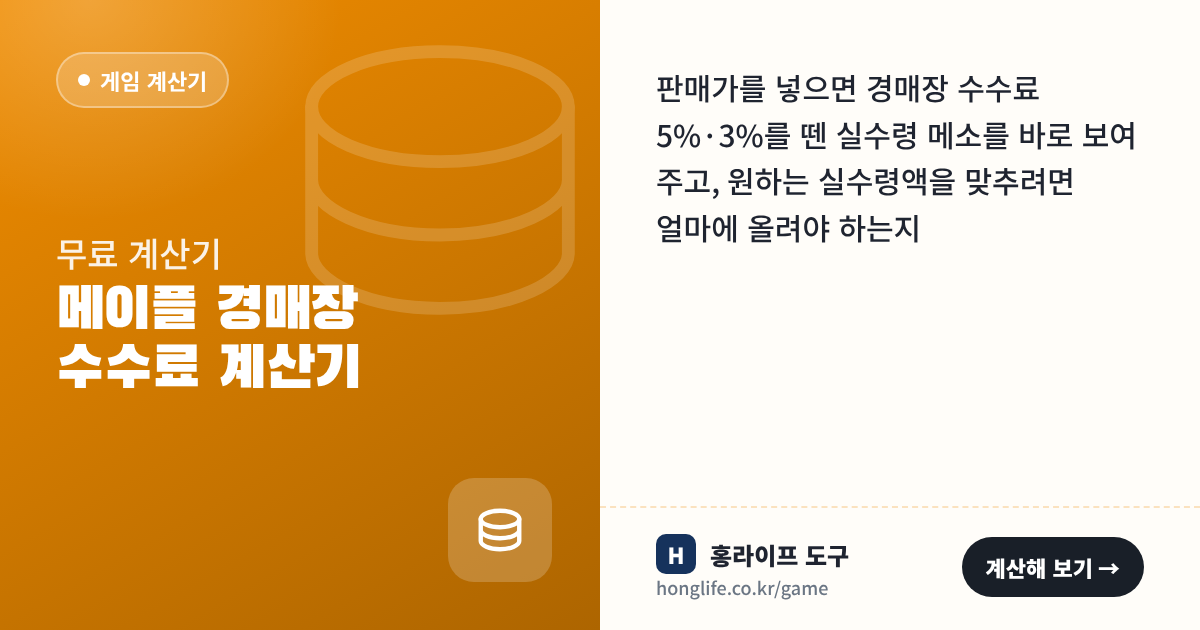 게임 계산기
무료 계산기
메이플 경매장
수수료 계산기
판매가를 넣으면 경매장 수수료
5%·3%를 뗀 실수령 메소를 바로 보여
주고, 원하는 실수령액을 맞추려면
얼마에 올려야 하는지
H 홍라이프 도구
honglife.co.kr/game
계산해 보기 →